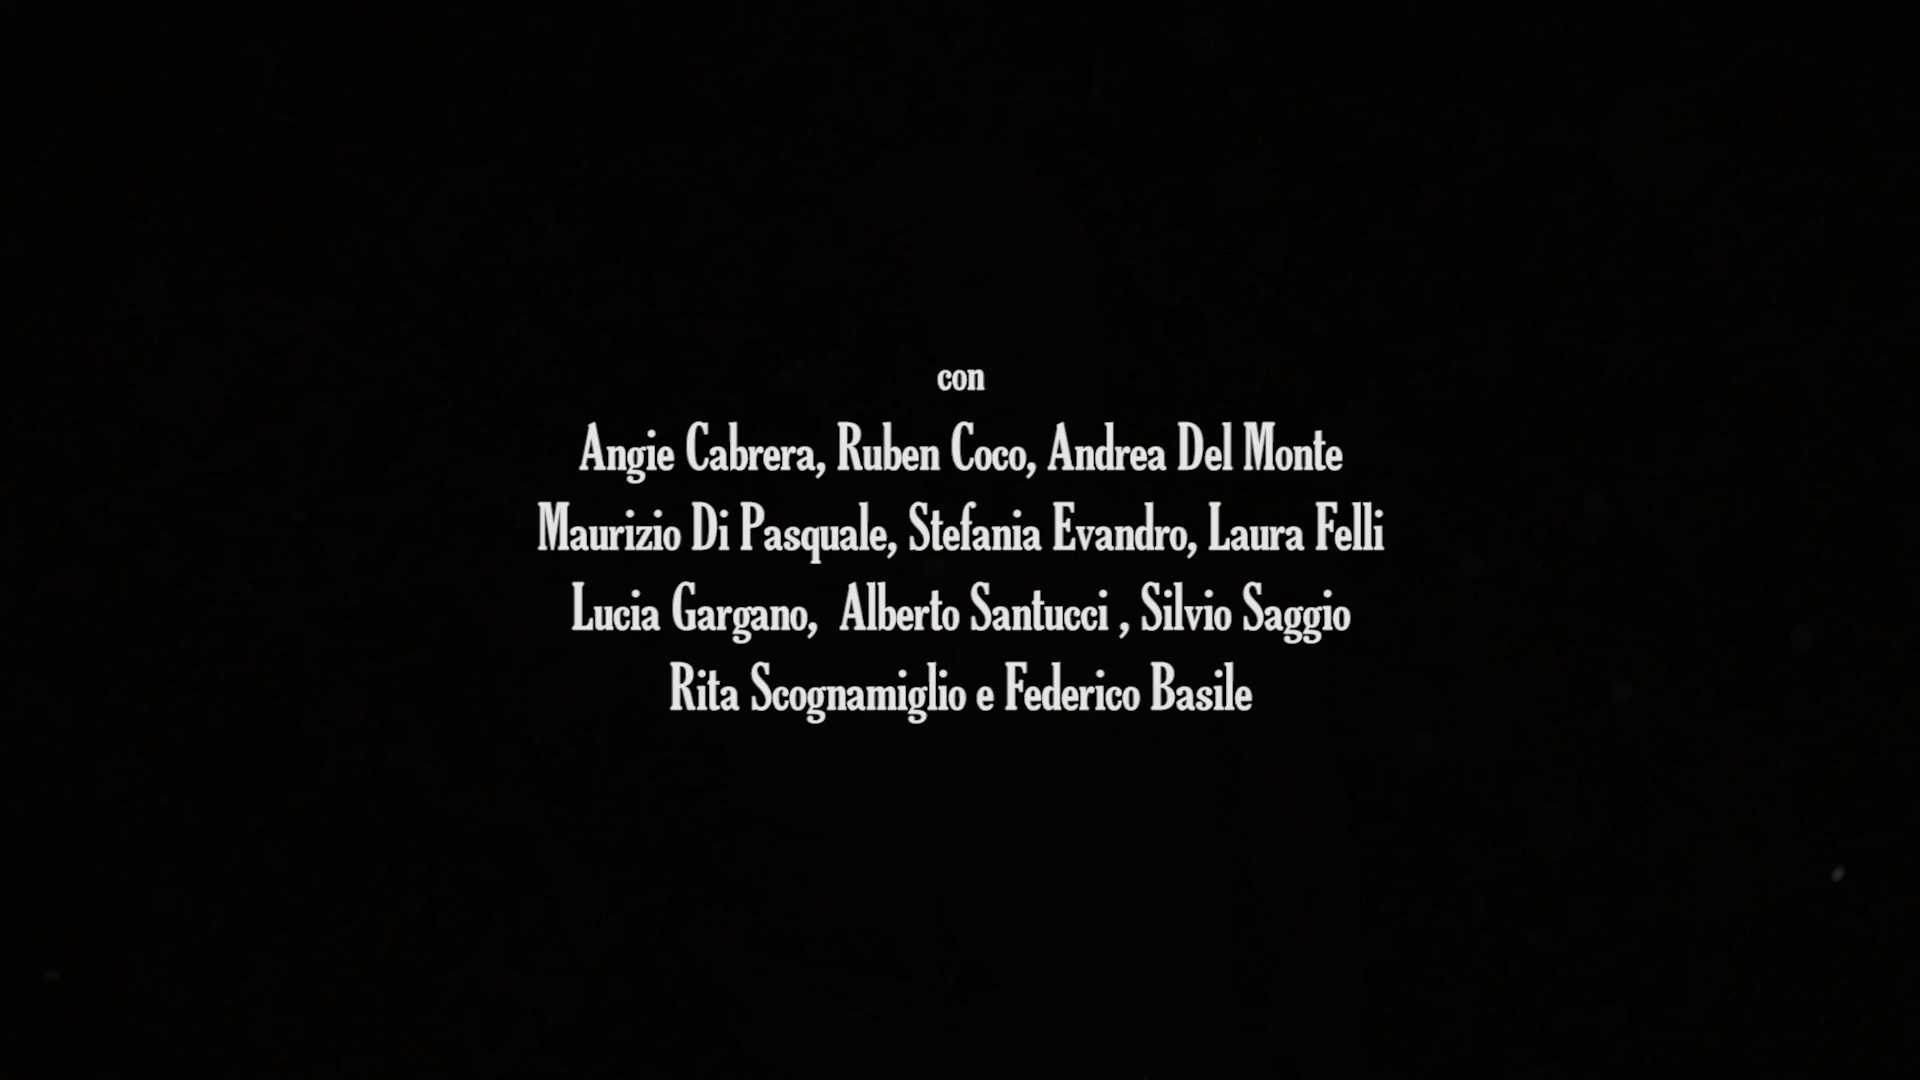 con
Angie Cabrera, Ruben Coco, Andrea Del Monte
Maurizio Di Pasquale, Stefania Evandro, Laura Felli
Lucia Gargano,  Alberto Santucci , Silvio Saggio
Rita Scognamiglio e Federico Basile